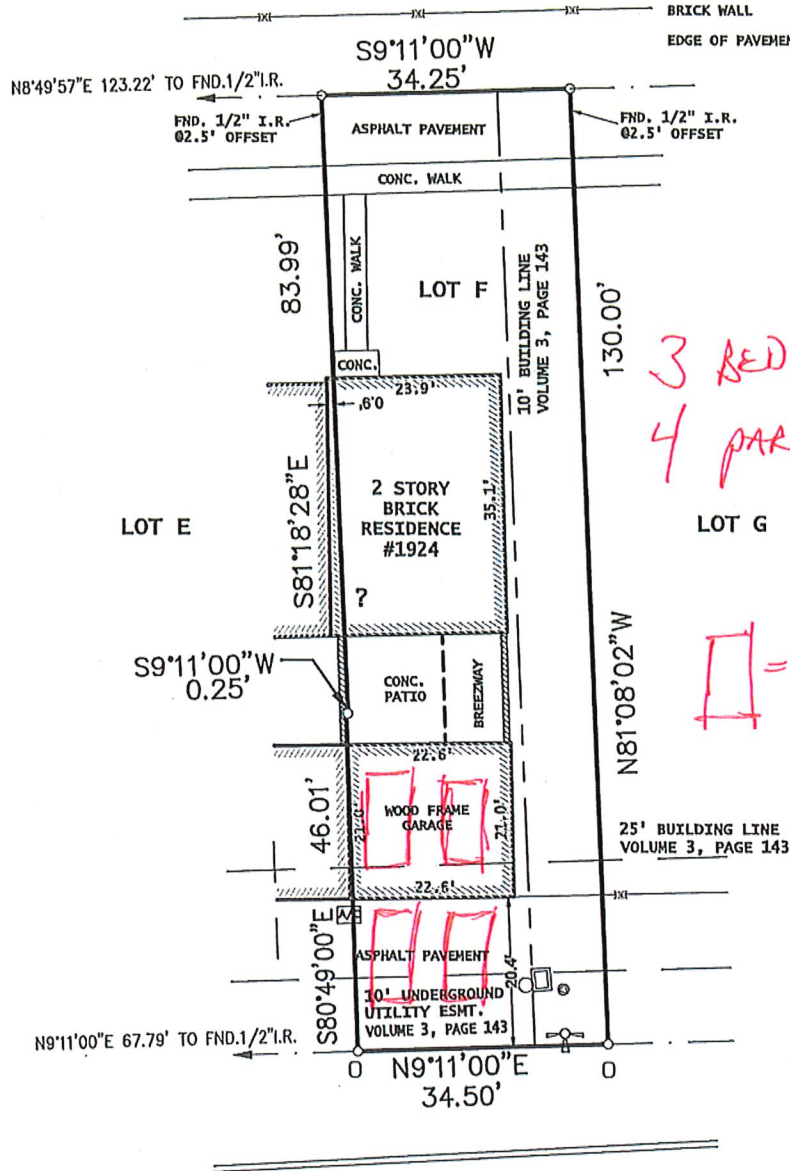 BRICK WALL
EDGE OF PAVEMEN
S9°11'00"W
34.25'
N8°49'57"E 123.22' TO FND.1/2"I.R.
FND. 1/2" I.R.
@2.5' OFFSET
ASPHALT PAVEMENT
FND. 1/2" I.R.
@2.5' OFFSET
CONC. WALK
83.99'
CONC. WALK
LOT F
10' BUILDING LINE
VOLUME 3, PAGE 143
130.00'
CONC.
23.9'
0.9'
3 BED
4 PAR
LOT E
S81°18'28"E
2 STORY
BRICK
RESIDENCE
#1924
35.1'
LOT G
?
S9°11'00"W
0.25'
CONC.
PATIO
BREEZWAY
N81°08'02"W
=
22.6'
46.01'
21.0'
WOOD FRAME
GARAGE
21.0'
25' BUILDING LINE
VOLUME 3, PAGE 143
22.6'
S80°49'00"E
ASPHALT PAVEMENT
20.4'
10' UNDERGROUND
UTILITY ESMT.
VOLUME 3, PAGE 143
N9°11'00"E 67.79' TO FND.1/2"I.R.
N9°11'00"E
34.50'